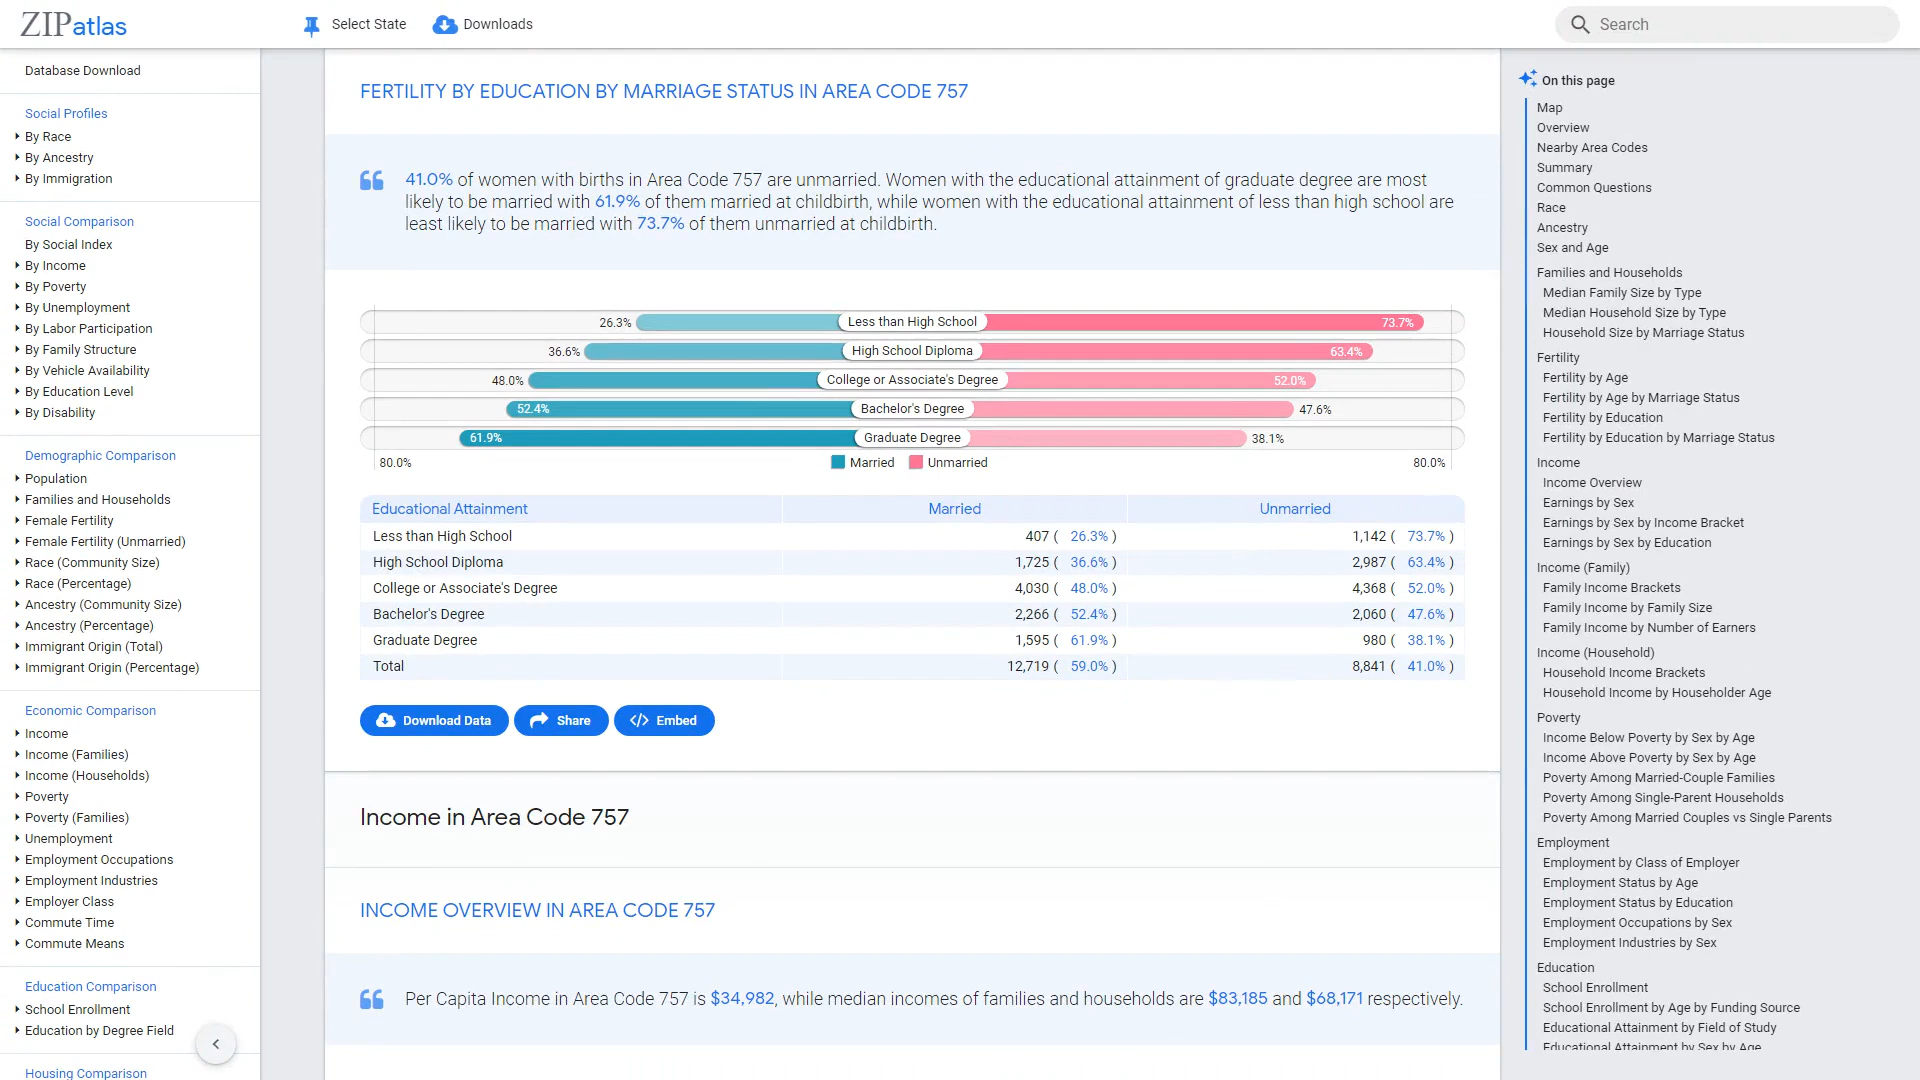 ZIPatlas
Select State
Downloads
Search
Database Download
Social Profiles
By Race
By Ancestry
By Immigration
Social Comparison
By Social Index
By Income
By Poverty
By Unemployment
By Labor Participation
By Family Structure
By Vehicle Availability
By Education Level
By Disability
Demographic Comparison
Population
Families and Households
Female Fertility
Female Fertility (Unmarried)
Race (Community Size)
Race (Percentage)
Ancestry (Community Size)
Ancestry (Percentage)
Immigrant Origin (Total)
Immigrant Origin (Percentage)
Economic Comparison
Income
Income (Families)
Income (Households)
Poverty
Poverty (Families)
Unemployment
Employment Occupations
Employment Industries
Employer Class
Commute Time
Commute Means
Education Comparison
School Enrollment
Education by Degree Field
Housing Comparison
FERTILITY BY EDUCATION BY MARRIAGE STATUS IN AREA CODE 757
41.0% of women with births in Area Code 757 are unmarried. Women with the educational attainment of graduate degree are most
likely to be married with 61.9% of them married at childbirth, while women with the educational attainment of less than high school are
least likely to be married with 73.7% of them unmarried at childbirth.
26.3% Less than High School 73.7%
36.6% High School Diploma 63.4%
48.0% College or Associate's Degree 52.0%
52.4% Bachelor's Degree 47.6%
61.9% Graduate Degree 38.1%
80.0% Married Unmarried 80.0%
Educational Attainment Married Unmarried
Less than High School 407 ( 26.3% ) 1,142 ( 73.7% )
High School Diploma 1,725 ( 36.6% ) 2,987 ( 63.4% )
College or Associate's Degree 4,030 ( 48.0% ) 4,368 ( 52.0% )
Bachelor's Degree 2,266 ( 52.4% ) 2,060 ( 47.6% )
Graduate Degree 1,595 ( 61.9% ) 980 ( 38.1% )
Total 12,719 ( 59.0% ) 8,841 ( 41.0% )
Download Data
Share
Embed
Income in Area Code 757
INCOME OVERVIEW IN AREA CODE 757
Per Capita Income in Area Code 757 is $34,982, while median incomes of families and households are $83,185 and $68,171 respectively.
On this page
Map
Overview
Nearby Area Codes
Summary
Common Questions
Race
Ancestry
Sex and Age
Families and Households
Median Family Size by Type
Median Household Size by Type
Household Size by Marriage Status
Fertility
Fertility by Age
Fertility by Age by Marriage Status
Fertility by Education
Fertility by Education by Marriage Status
Income
Income Overview
Earnings by Sex
Earnings by Sex by Income Bracket
Earnings by Sex by Education
Income (Family)
Family Income Brackets
Family Income by Family Size
Family Income by Number of Earners
Income (Household)
Household Income Brackets
Household Income by Householder Age
Poverty
Income Below Poverty by Sex by Age
Income Above Poverty by Sex by Age
Poverty Among Married-Couple Families
Poverty Among Single-Parent Households
Poverty Among Married Couples vs Single Parents
Employment
Employment by Class of Employer
Employment Status by Age
Employment Status by Education
Employment Occupations by Sex
Employment Industries by Sex
Education
School Enrollment
School Enrollment by Age by Funding Source
Educational Attainment by Field of Study
Educational Attainment by Sex by Age